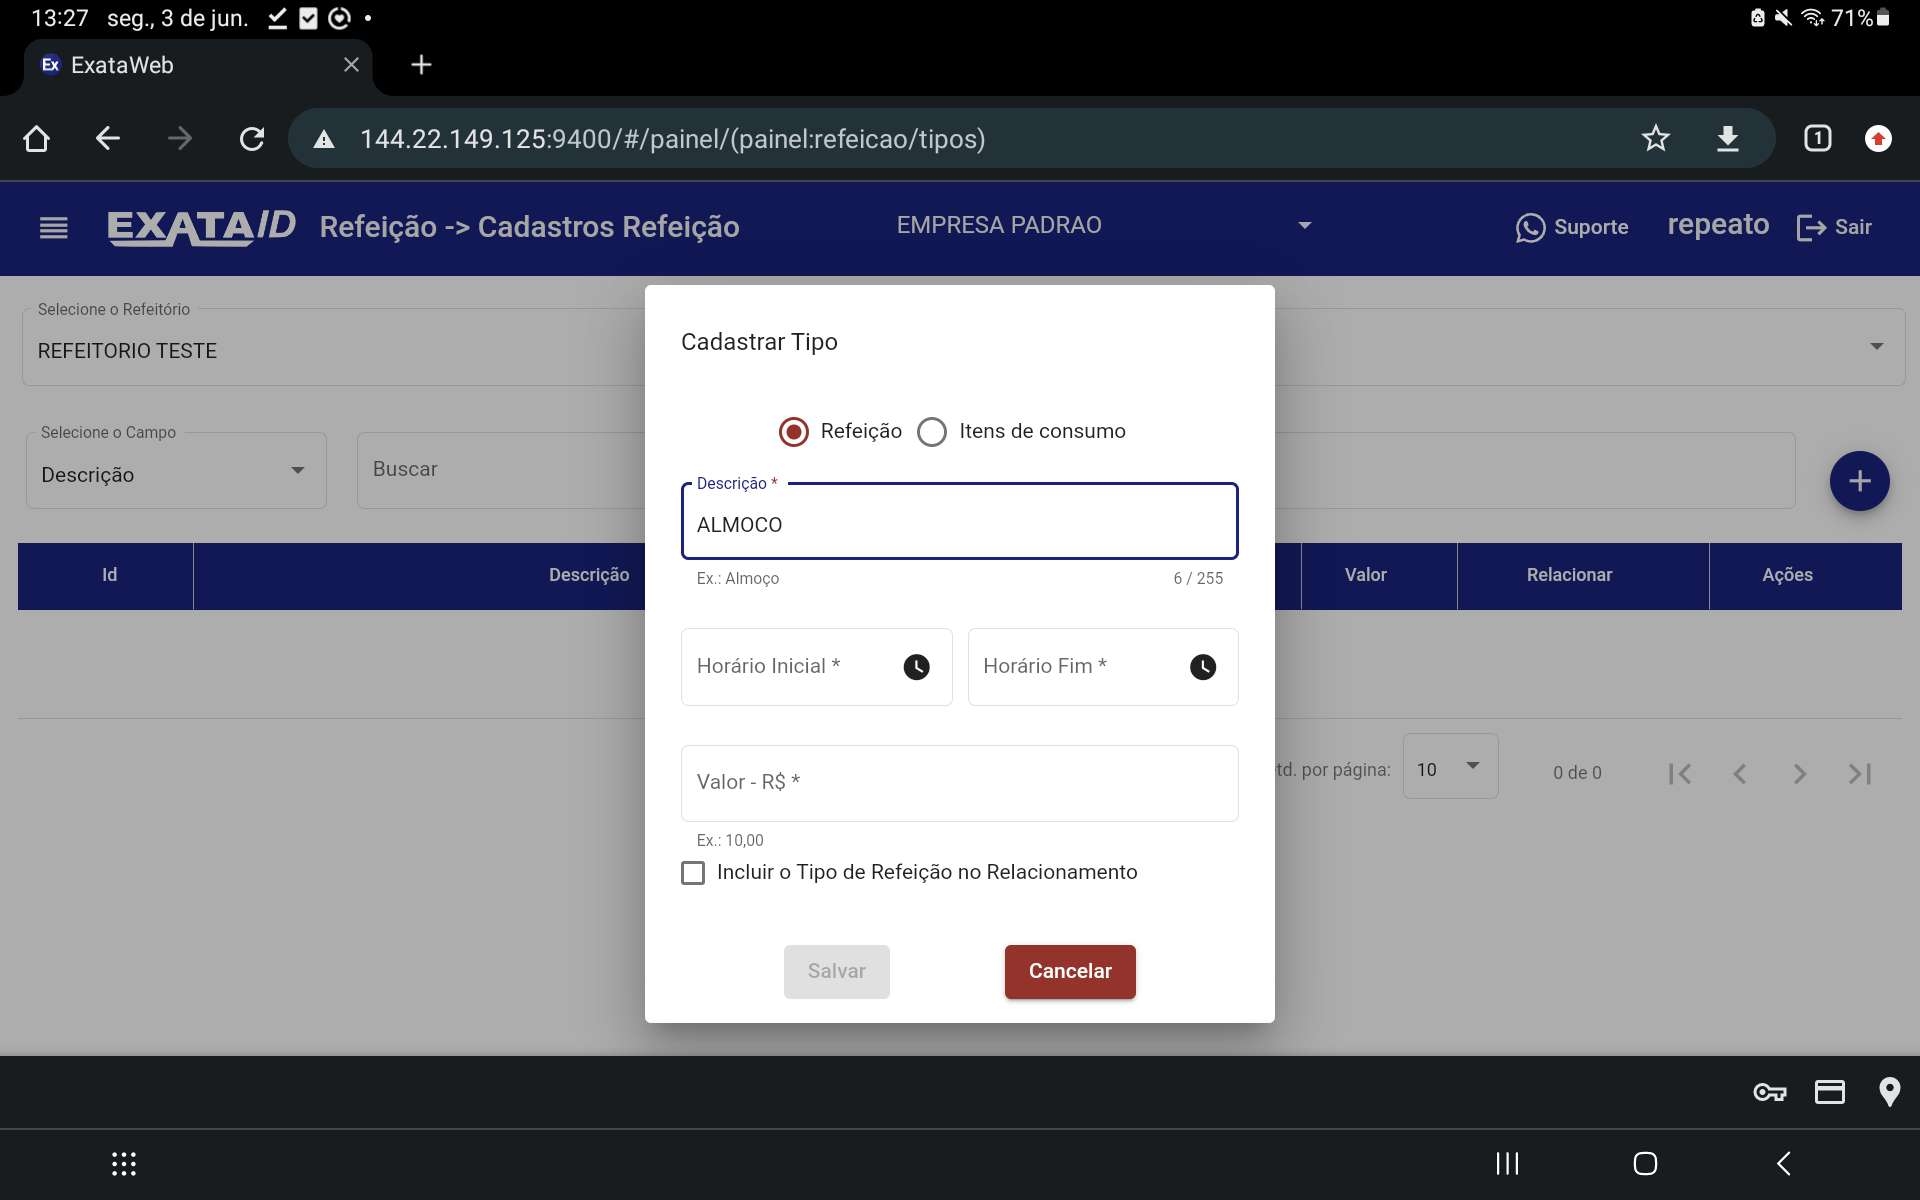 13:27 seg., 3 de jun. 71%
Ex ExataWeb
144.22.149.125:9400/#/painel/(painel:refeicao/tipos) 1
EXATAID Refeição -> Cadastros Refeição EMPRESA PADRAO Suporte repeato Sair
Selecione o Refeitório
REFEITORIO TESTE
Cadastrar Tipo
Refeição Itens de consumo
Selecione o Campo
Descrição Buscar
Descrição *
ALMOCO
Ex.: Almoço 6 / 255
Id Descrição Valor Relacionar Ações
Horário Inicial * Horário Fim *
Valor - R$ *
Ex.: 10,00
Incluir o Tipo de Refeição no Relacionamento
td. por página: 10 0 de 0
Salvar Cancelar